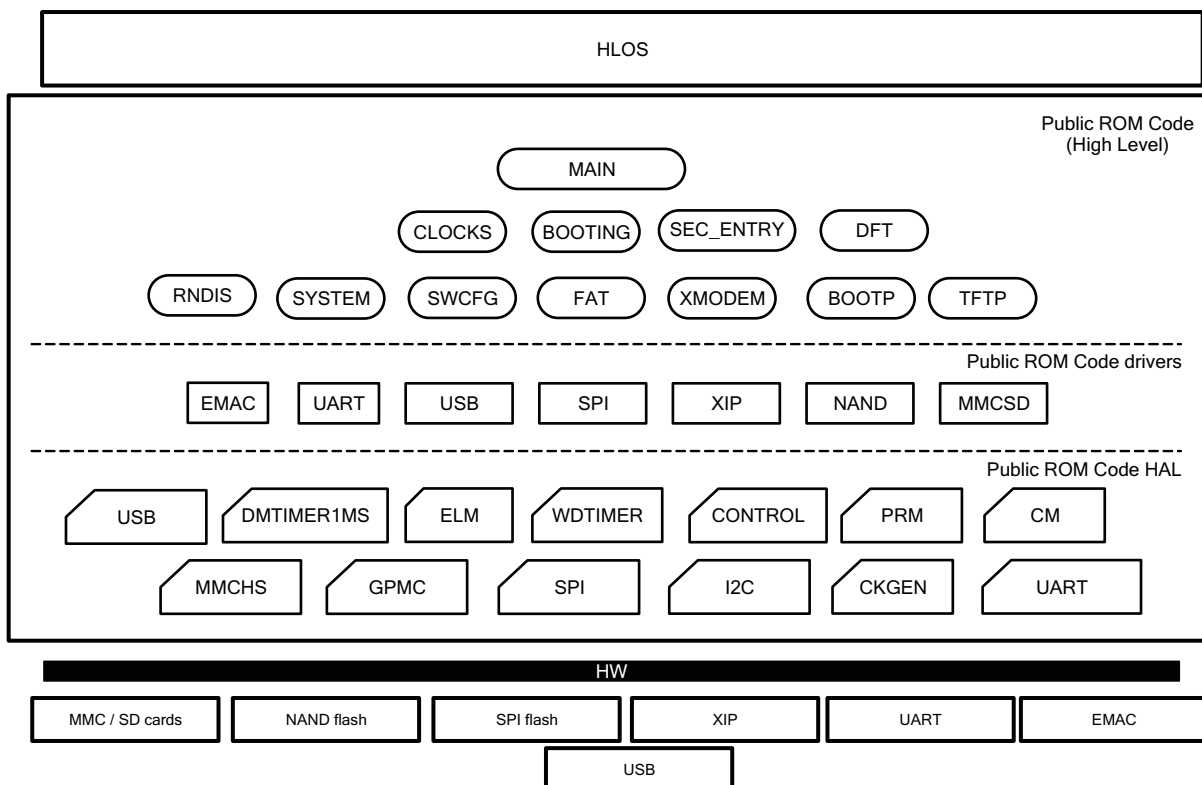 HLOS
Public ROM Code
(High Level)
MAIN
CLOCKS BOOTING SEC_ENTRY DFT
RNDIS SYSTEM SWCFG FAT XMODEM BOOTP TFTP
Public ROM Code drivers
EMAC UART USB SPI XIP NAND MMCSD
Public ROM Code HAL
USB DMTIMER1MS ELM WDTIMER CONTROL PRM CM
MMCHS GPMC SPI I2C CKGEN UART
HW
MMC / SD cards NAND flash SPI flash XIP UART EMAC
USB